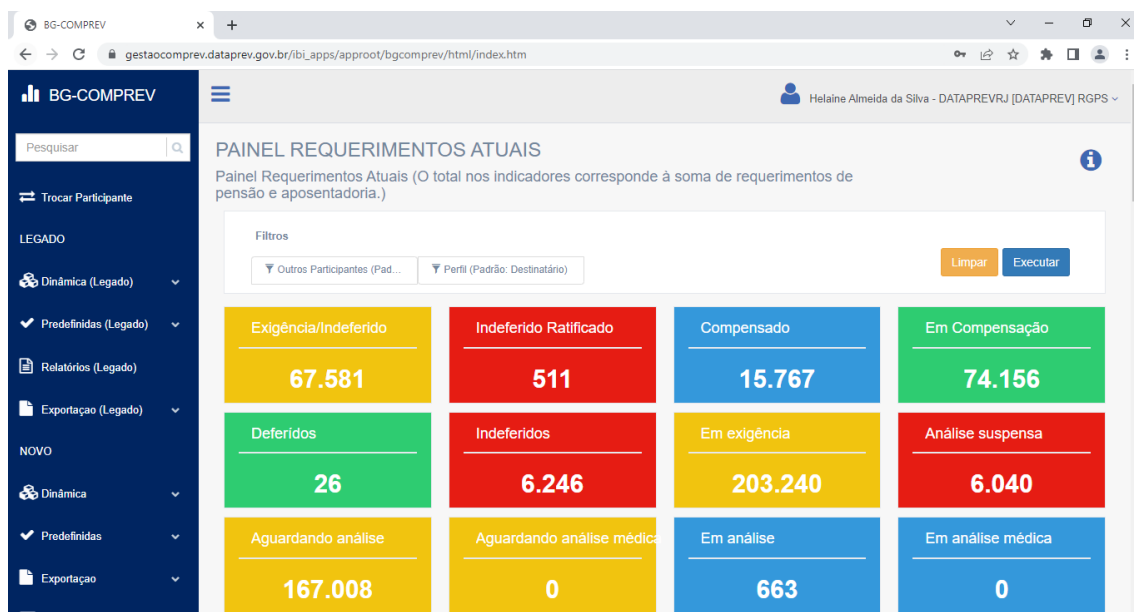 BG-COMPREV
gestaocomprev.dataprev.gov.br/ibi_apps/approot/bgcomprev/html/index.htm
BG-COMPREV
Helaine Almeida da Silva - DATAPREVRJ [DATAPREV] RGPS
Pesquisar
Trocar Participante
LEGADO
Dinâmica (Legado)
Predefinidas (Legado)
Relatórios (Legado)
Exportaçao (Legado)
NOVO
Dinâmica
Predefinidas
Exportaçao
PAINEL REQUERIMENTOS ATUAIS
Painel Requerimentos Atuais (O total nos indicadores corresponde à soma de requerimentos de
pensão e aposentadoria.)
Filtros
Outros Participantes (Pad...
Perfil (Padrão: Destinatário)
Limpar
Executar
Exigência/Indeferido
67.581
Indeferido Ratificado
511
Compensado
15.767
Em Compensação
74.156
Deferidos
26
Indeferidos
6.246
Em exigência
203.240
Análise suspensa
6.040
Aguardando análise
167.008
Aguardando análise médica
0
Em análise
663
Em análise médica
0